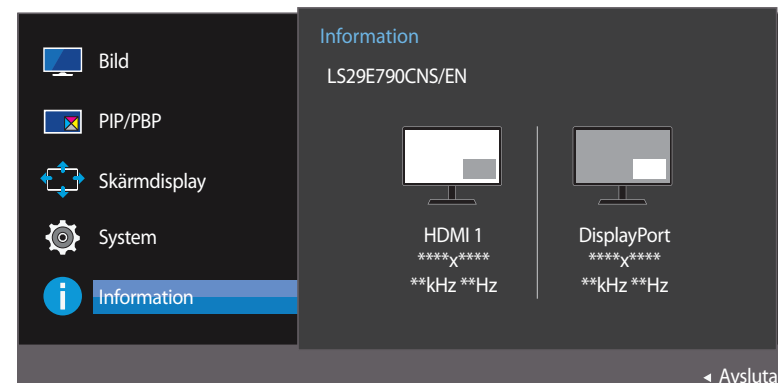 Bild
PIP/PBP
Skärmdisplay
System
Information
Information
LS29E790CNS/EN
HDMI 1
****x****
**kHz **Hz
DisplayPort
****x****
**kHz **Hz
Avsluta